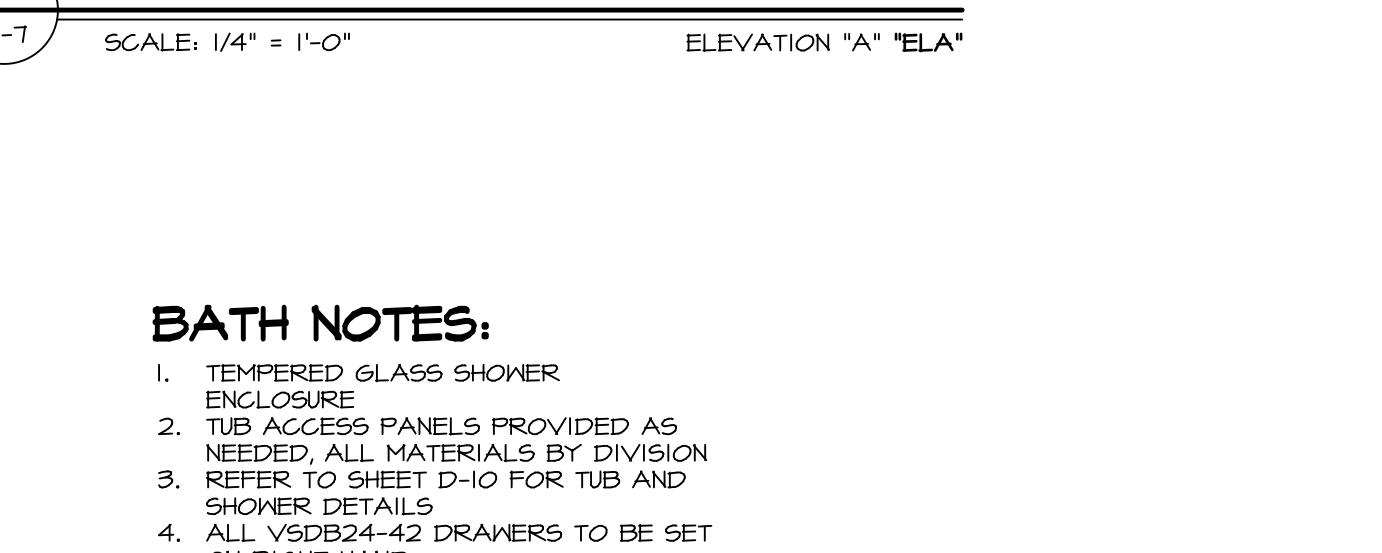 -7
SCALE: 1/4" = 1'-0" ELEVATION "A" "ELA"
BATH NOTES:
1. TEMPERED GLASS SHOWER
ENCLOSURE
2. TUB ACCESS PANELS PROVIDED AS
NEEDED, ALL MATERIALS BY DIVISION
3. REFER TO SHEET D-10 FOR TUB AND
SHOWER DETAILS
4. ALL VSDB24-42 DRAWERS TO BE SET